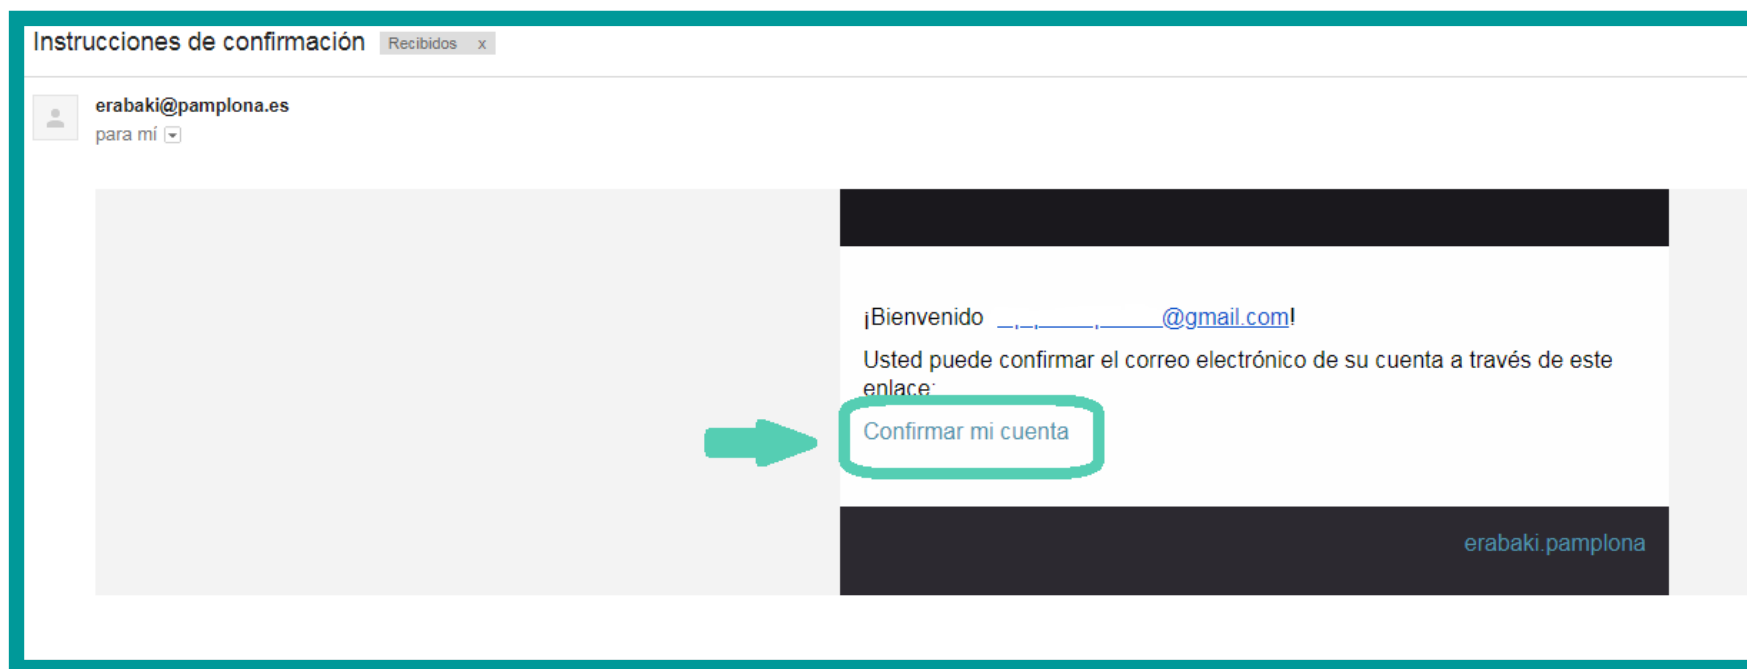 Instrucciones de confirmación Recibidos x
erabaki@pamplona.es
para mí
¡Bienvenido @gmail.com!
Usted puede confirmar el correo electrónico de su cuenta a través de este
enlace:
Confirmar mi cuenta
erabaki.pamplona